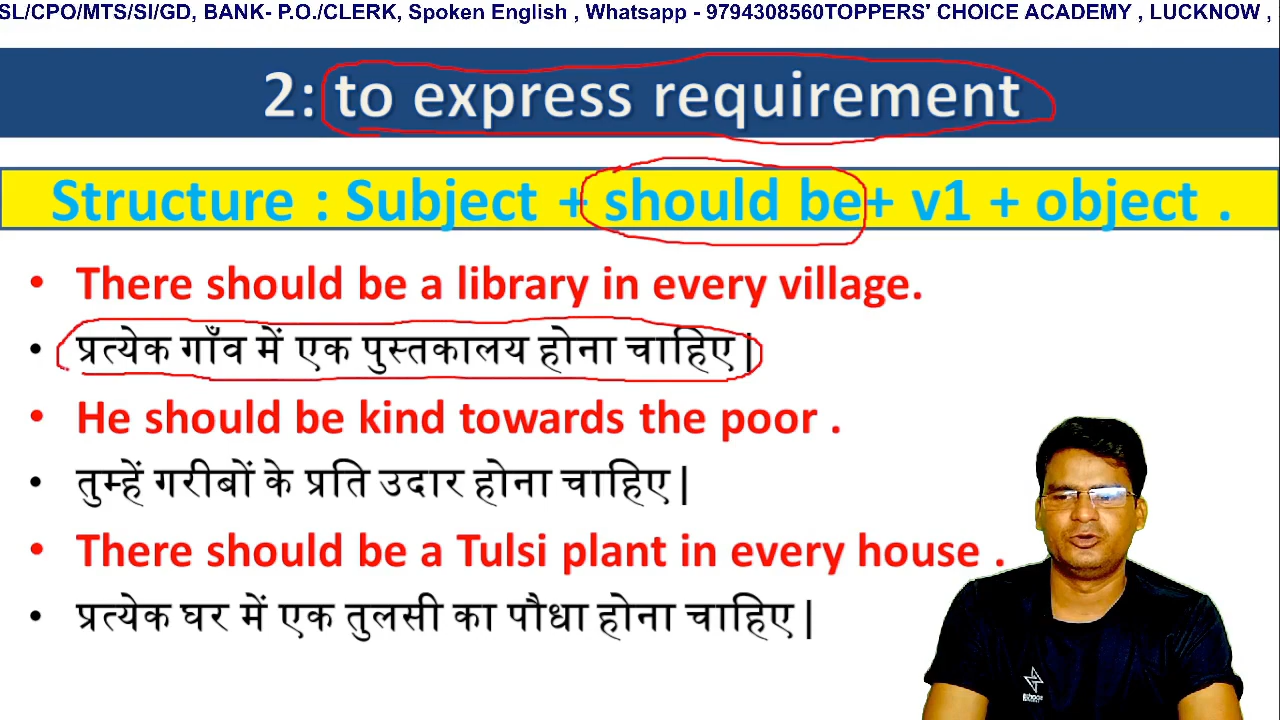 SL/CPO/MTS/SI/GD, BANK- P.O./CLERK, Spoken English , Whatsapp - 9794308560TOPPERS' CHOICE ACADEMY , LUCKNOW ,
2: to express requirement
Structure : Subject + should be+ v1 + object .
• There should be a library in every village.
• प्रत्येक गाँव में एक पुस्तकालय होना चाहिए|
• He should be kind towards the poor .
• तुम्हें गरीबों के प्रति उदार होना चाहिए|
• There should be a Tulsi plant in every house .
• प्रत्येक घर में एक तुलसी का पौधा होना चाहिए|